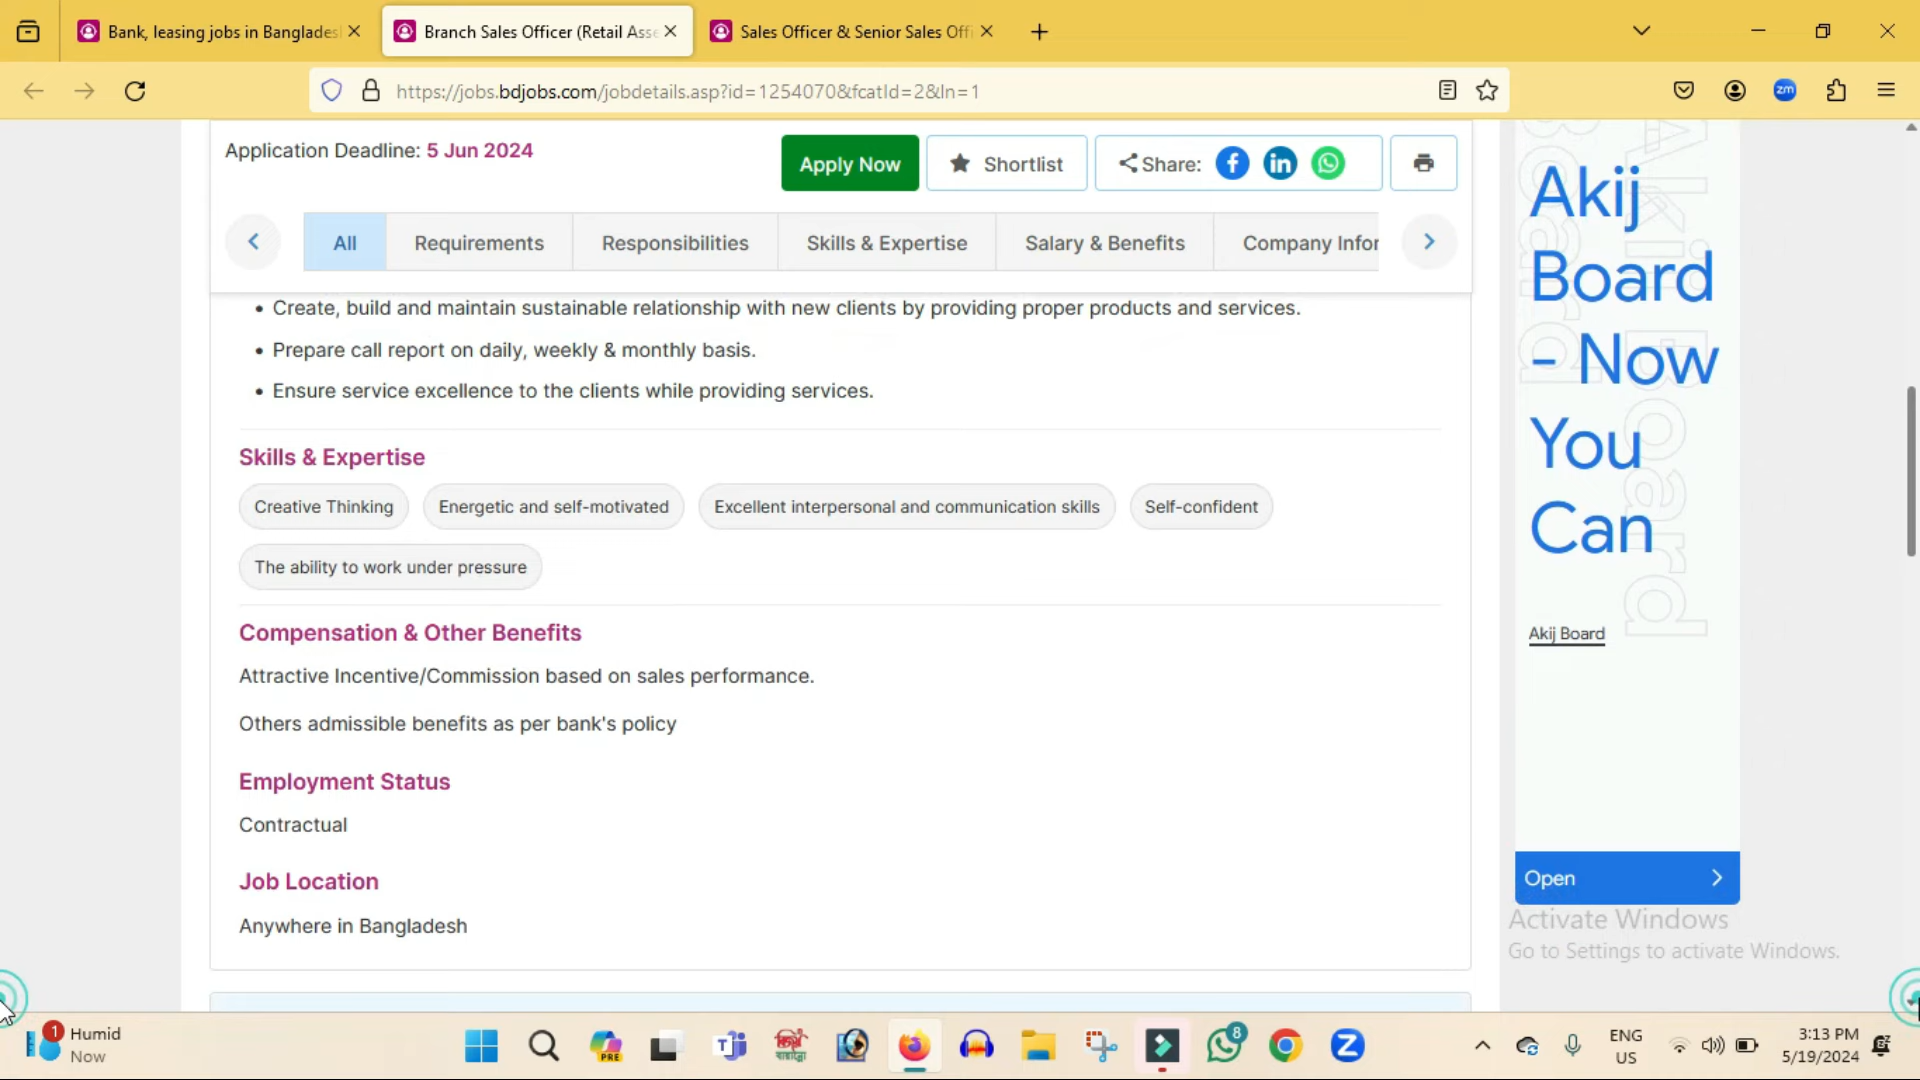 Bank, leasing jobs in Banglades
Branch Sales Officer (Retail Asse
Sales Officer & Senior Sales Offi
https://jobs.bdjobs.com/jobdetails.asp?id=1254070&fcatId=2&ln=1
zm
Application Deadline: 5 Jun 2024
Apply Now
Shortlist
Share:
All
Requirements
Responsibilities
Skills & Expertise
Salary & Benefits
Company Infor
• Create, build and maintain sustainable relationship with new clients by providing proper products and services.
• Prepare call report on daily, weekly & monthly basis.
• Ensure service excellence to the clients while providing services.
Skills & Expertise
Creative Thinking
Energetic and self-motivated
Excellent interpersonal and communication skills
Self-confident
The ability to work under pressure
Compensation & Other Benefits
Attractive Incentive/Commission based on sales performance.
Others admissible benefits as per bank's policy
Employment Status
Contractual
Job Location
Anywhere in Bangladesh
Akij
Board
- Now
You
Can
Akij Board
Open
Activate Windows
Go to Settings to activate Windows.
1
Humid
Now
PRE
8
ENG
US
3:13 PM
5/19/2024